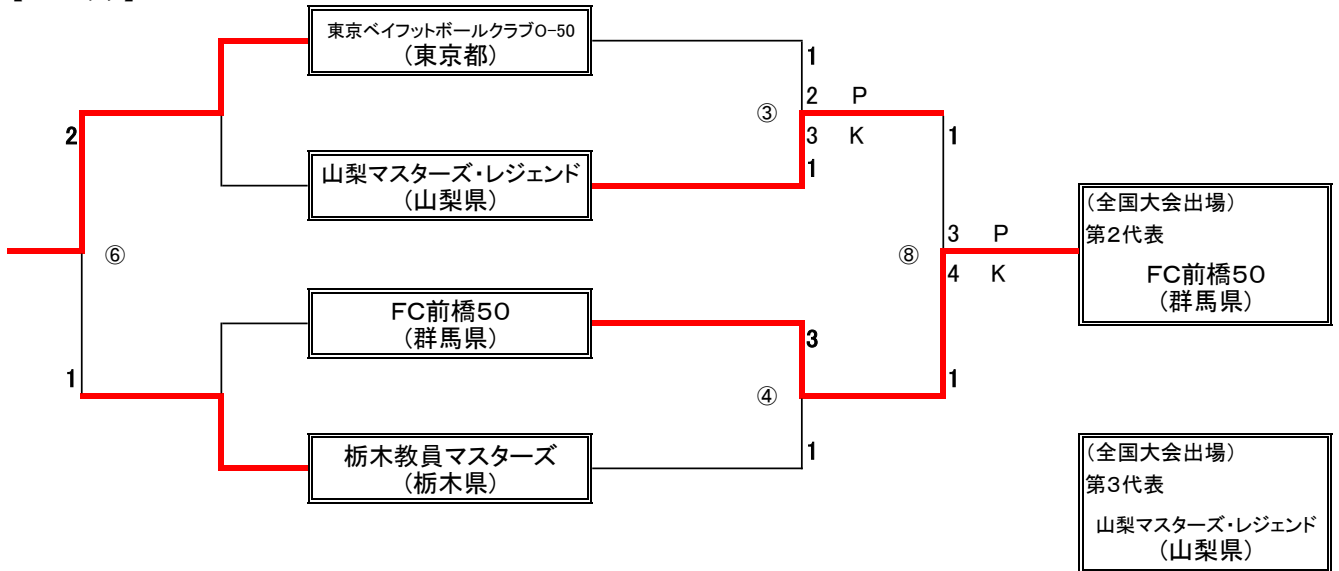 東京ベイフットボールクラブO-50
(東京都)
1
2 P
③
3 K
1
2
1
山梨マスターズ・レジェンド
(山梨県)
(全国大会出場)
第2代表
FC前橋50
(群馬県)
3 P
⑥
⑧
4 K
FC前橋50
(群馬県)
3
1
④
1
1
栃木教員マスターズ
(栃木県)
(全国大会出場)
第3代表
山梨マスターズ・レジェンド
(山梨県)